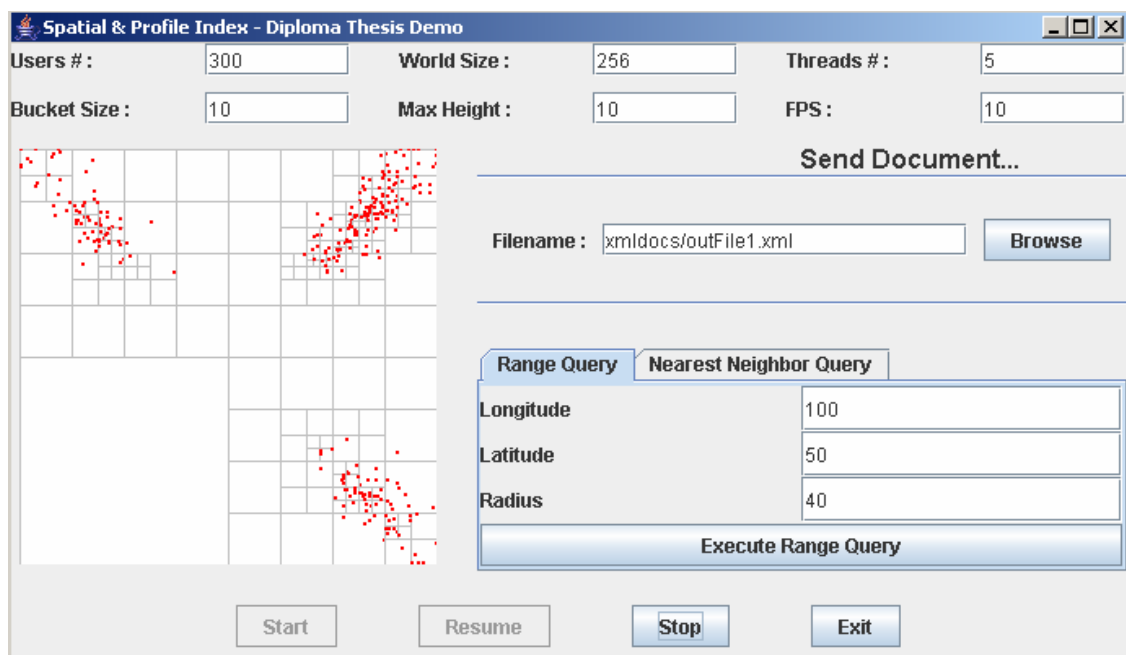 Spatial & Profile Index - Diploma Thesis Demo
Users # : 300 World Size : 256 Threads # : 5
Bucket Size : 10 Max Height : 10 FPS : 10
Send Document...
Filename : xmldocs/outFile1.xml Browse
Range Query Nearest Neighbor Query
Longitude 100
Latitude 50
Radius 40
Execute Range Query
Start Resume Stop Exit